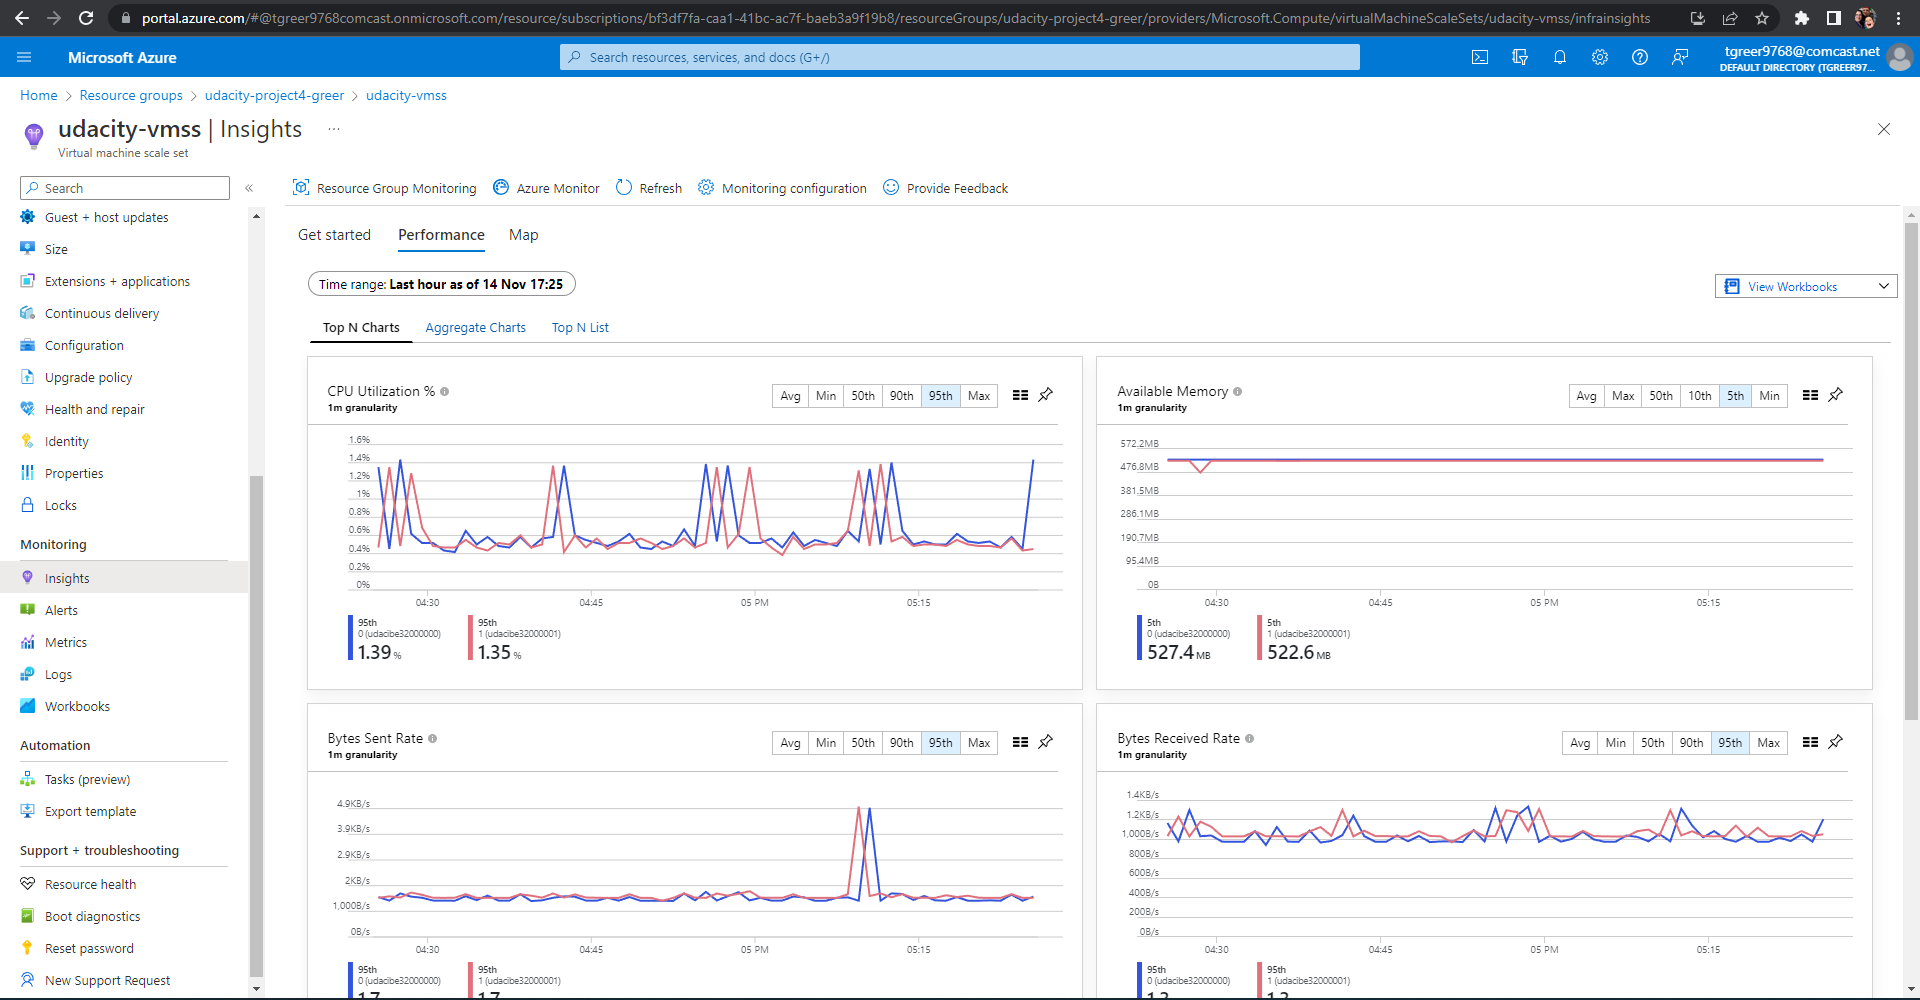 portal.azure.com/#@tgreer9768comcast.onmicrosoft.com/resource/subscriptions/bf3df7fa-caa1-41bc-ac7f-baeb3a9f19b8/resourceGroups/udacity-project4-greer/providers/Microsoft.Compute/virtualMachineScaleSets/udacity-vmss/infrainsights
Microsoft Azure
Search resources, services, and docs (G+/)
tgreer9768@comcast.net
DEFAULT DIRECTORY (TGREER97...
Home > Resource groups > udacity-project4-greer > udacity-vmss
udacity-vmss | Insights ...
Virtual machine scale set
Search «
Guest + host updates
Size
Extensions + applications
Continuous delivery
Configuration
Upgrade policy
Health and repair
Identity
Properties
Locks
Monitoring
Insights
Alerts
Metrics
Logs
Workbooks
Automation
Tasks (preview)
Export template
Support + troubleshooting
Resource health
Boot diagnostics
Reset password
New Support Request
Resource Group Monitoring Azure Monitor Refresh Monitoring configuration Provide Feedback
Get started Performance Map
Time range: Last hour as of 14 Nov 17:25
View Workbooks
Top N Charts Aggregate Charts Top N List
CPU Utilization %
1m granularity
Avg Min 50th 90th 95th Max
1.6%
1.4%
1.2%
1%
0.8%
0.6%
0.4%
0.2%
0%
04:30 04:45 05 PM 05:15
95th 95th
0 (udacibe32000000) 1 (udacibe32000001)
1.39 % 1.35 %
Available Memory
1m granularity
Avg Max 50th 10th 5th Min
572.2MB
476.8MB
381.5MB
286.1MB
190.7MB
95.4MB
0B
04:30 04:45 05 PM 05:15
5th 5th
0 (udacibe32000000) 1 (udacibe32000001)
527.4 MB 522.6 MB
Bytes Sent Rate
1m granularity
Avg Min 50th 90th 95th Max
4.9KB/s
3.9KB/s
2.9KB/s
2KB/s
1,000B/s
0B/s
04:30 04:45 05 PM 05:15
95th 95th
0 (udacibe32000000) 1 (udacibe32000001)
1.7 1.7
Bytes Received Rate
1m granularity
Avg Min 50th 90th 95th Max
1.4KB/s
1.2KB/s
1,000B/s
800B/s
600B/s
400B/s
200B/s
0B/s
04:30 04:45 05 PM 05:15
95th 95th
0 (udacibe32000000) 1 (udacibe32000001)
1.2 1.2